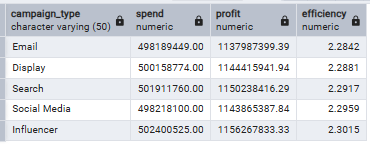 campaign_type spend profit efficiency
character varying (50) numeric numeric numeric
Email 498189449.00 1137987399.39 2.2842
Display 500158774.00 1144415941.94 2.2881
Search 501911760.00 1150238416.29 2.2917
Social Media 498218100.00 1143865387.84 2.2959
Influencer 502400525.00 1156267833.33 2.3015